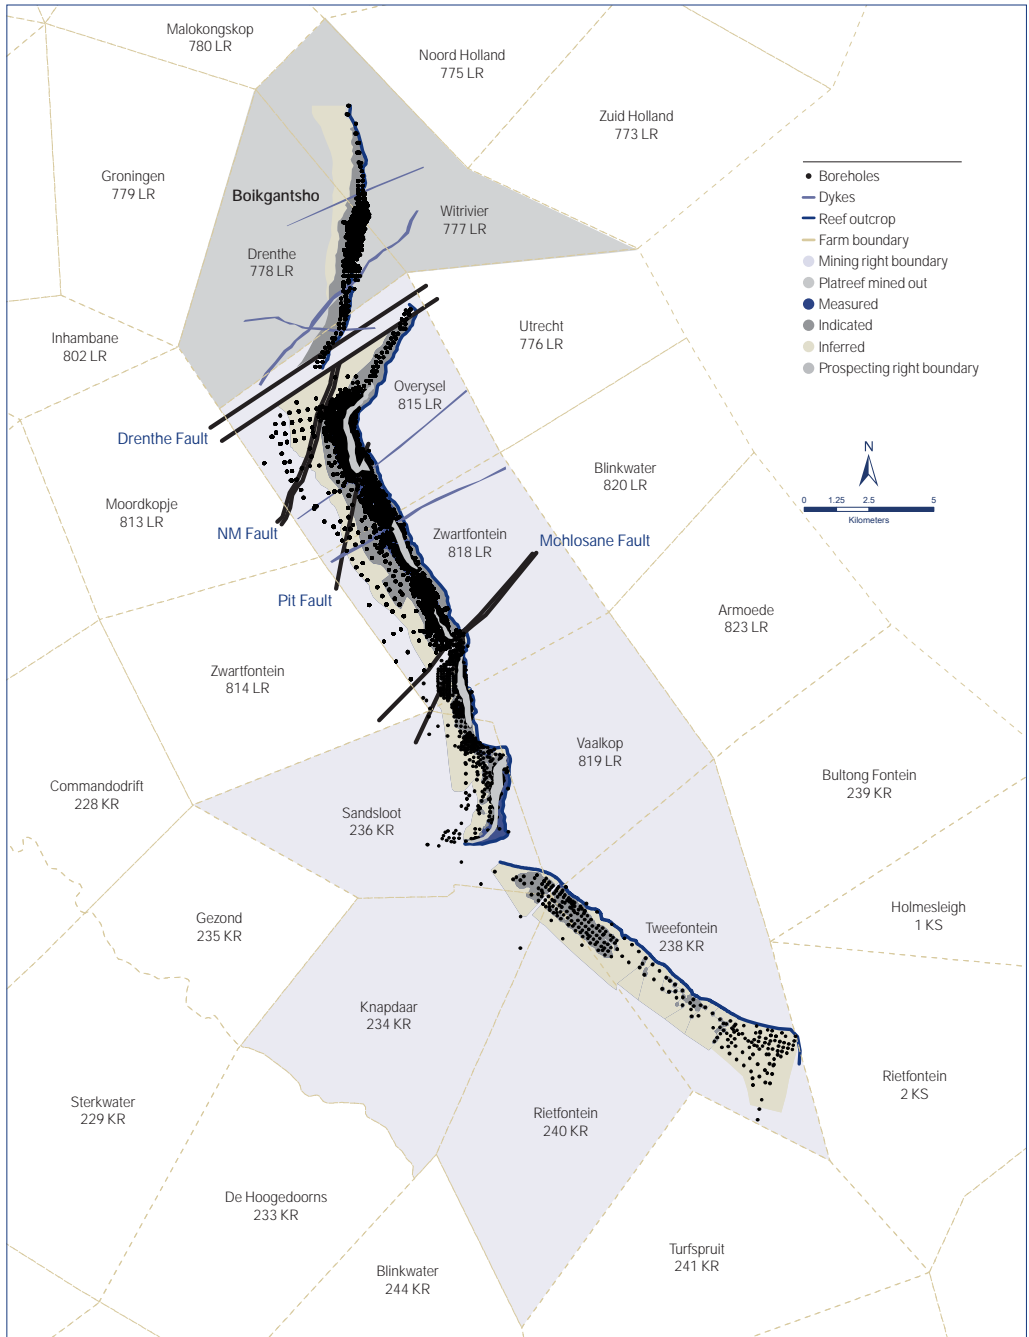 Malokongskop
780 LR
Noord Holland
775 LR
Zuid Holland
773 LR
Groningen
779 LR
Boikgantsho
Witrivier
777 LR
Drenthe
778 LR
Boreholes
Dykes
Reef outcrop
Farm boundary
Mining right boundary
Platreef mined out
Measured
Indicated
Inferred
Prospecting right boundary
Inhambane
802 LR
Utrecht
776 LR
Overysel
815 LR
Drenthe Fault
N
0 1.25 2.5 5
Kilometers
Blinkwater
820 LR
Moordkopje
813 LR
NM Fault
Zwartfontein
818 LR
Mohlosane Fault
Pit Fault
Armoede
823 LR
Zwartfontein
814 LR
Vaalkop
819 LR
Commandodrift
228 KR
Bultong Fontein
239 KR
Sandsloot
236 KR
Gezond
235 KR
Holmesleigh
1 KS
Tweefontein
238 KR
Knapdaar
234 KR
Rietfontein
2 KS
Sterkwater
229 KR
Rietfontein
240 KR
De Hoogedoorns
233 KR
Turfspruit
241 KR
Blinkwater
244 KR